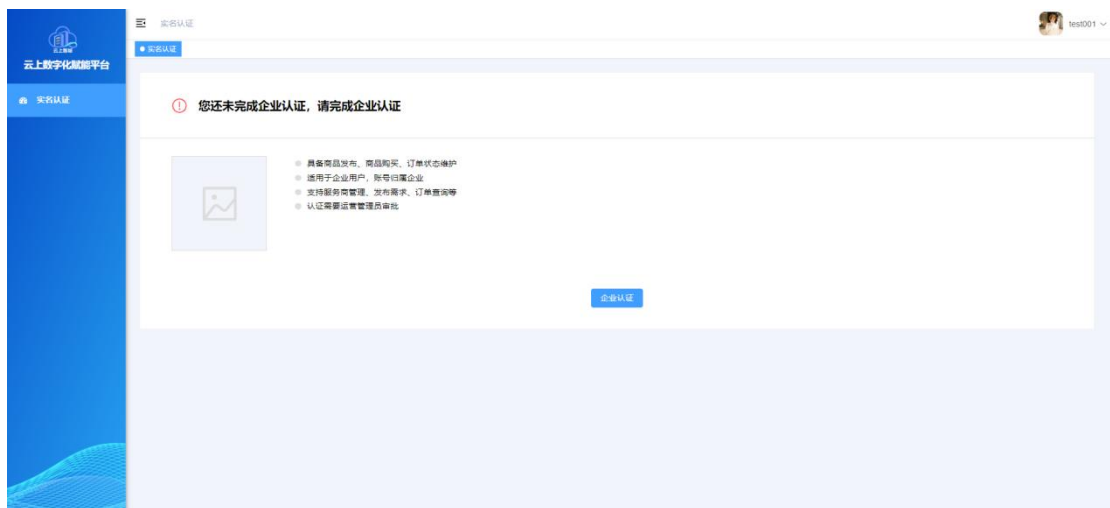 实名认证
test001
云上赋能
云上数字化赋能平台
实名认证
实名认证
您还未完成企业认证，请完成企业认证
具备商品发布、商品购买、订单状态维护
适用于企业用户，账号归属企业
支持服务商管理、发布需求、订单查询等
认证需要运营管理员审批
企业认证